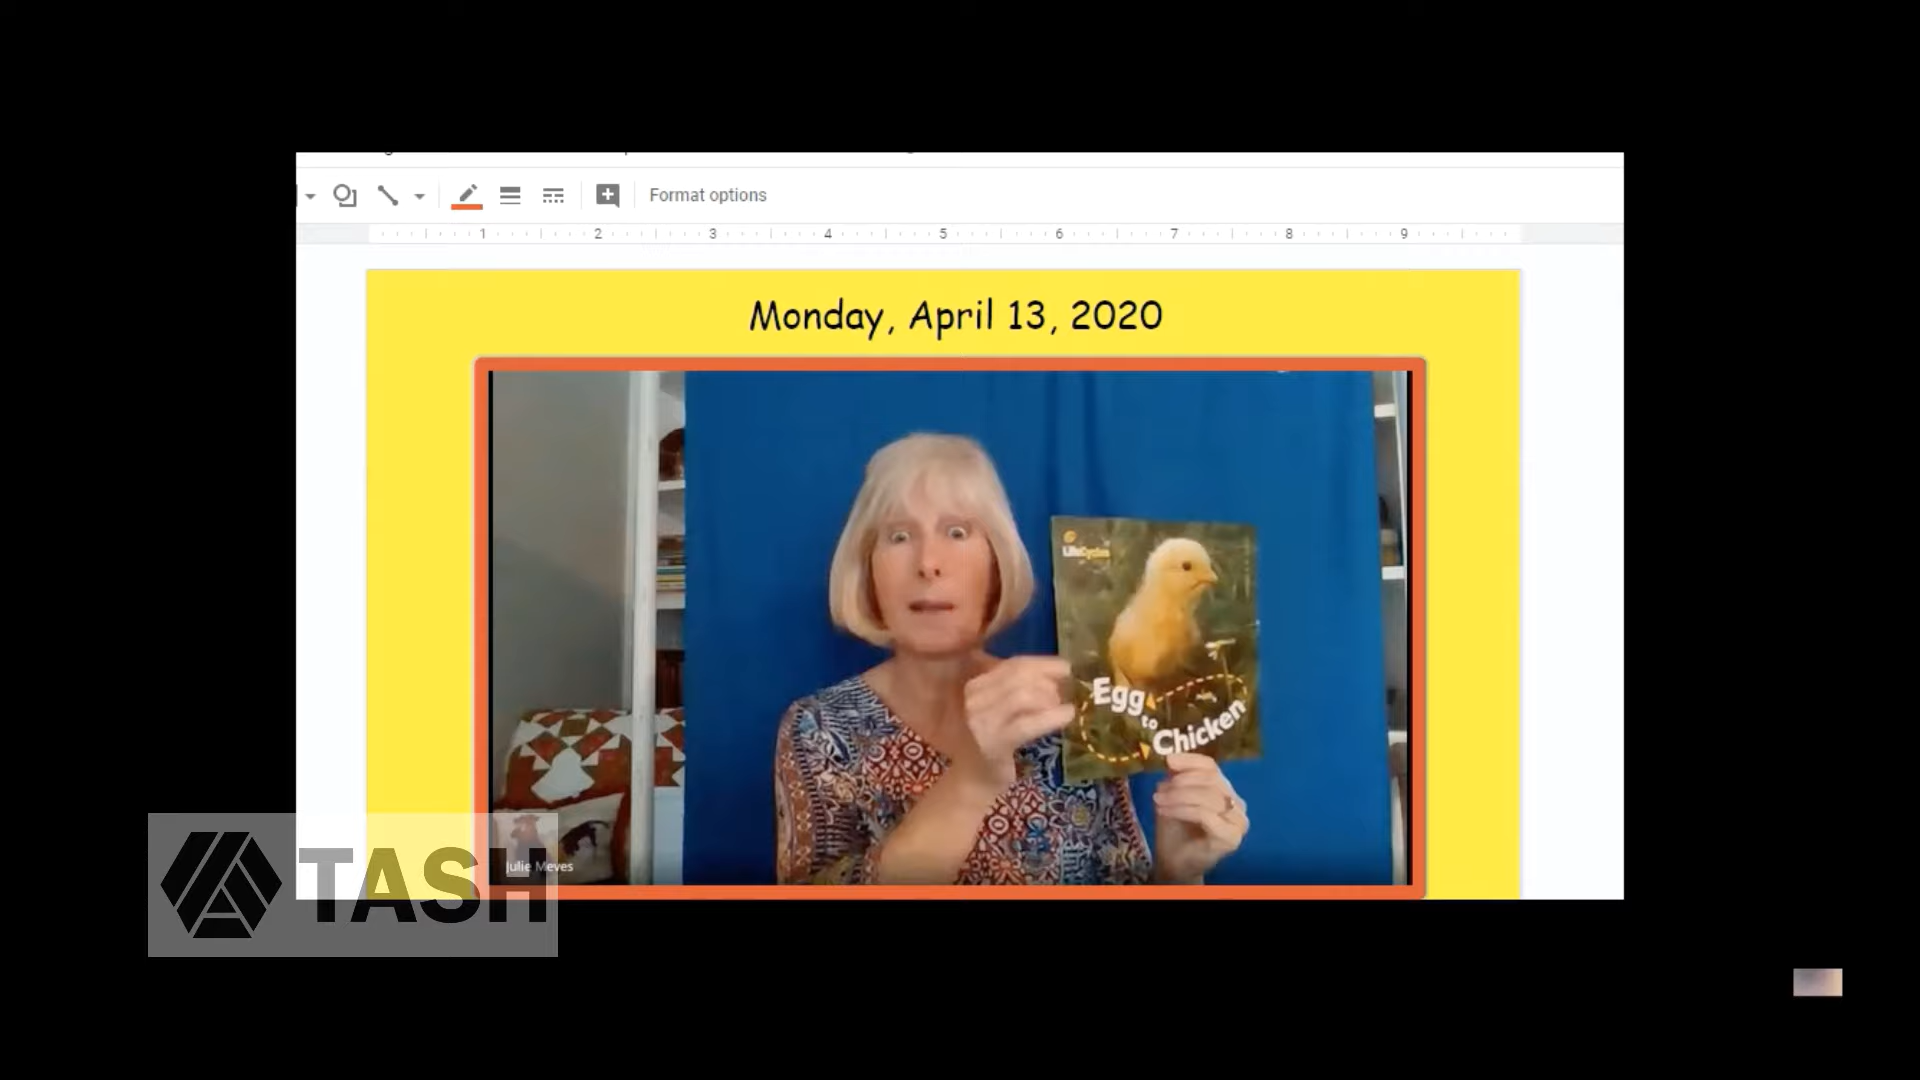 Format options
1 2 3 4 5 6 7 8 9
Monday, April 13, 2020
LifeCycles
Egg
to
Chicken
Julie Meves
TASH